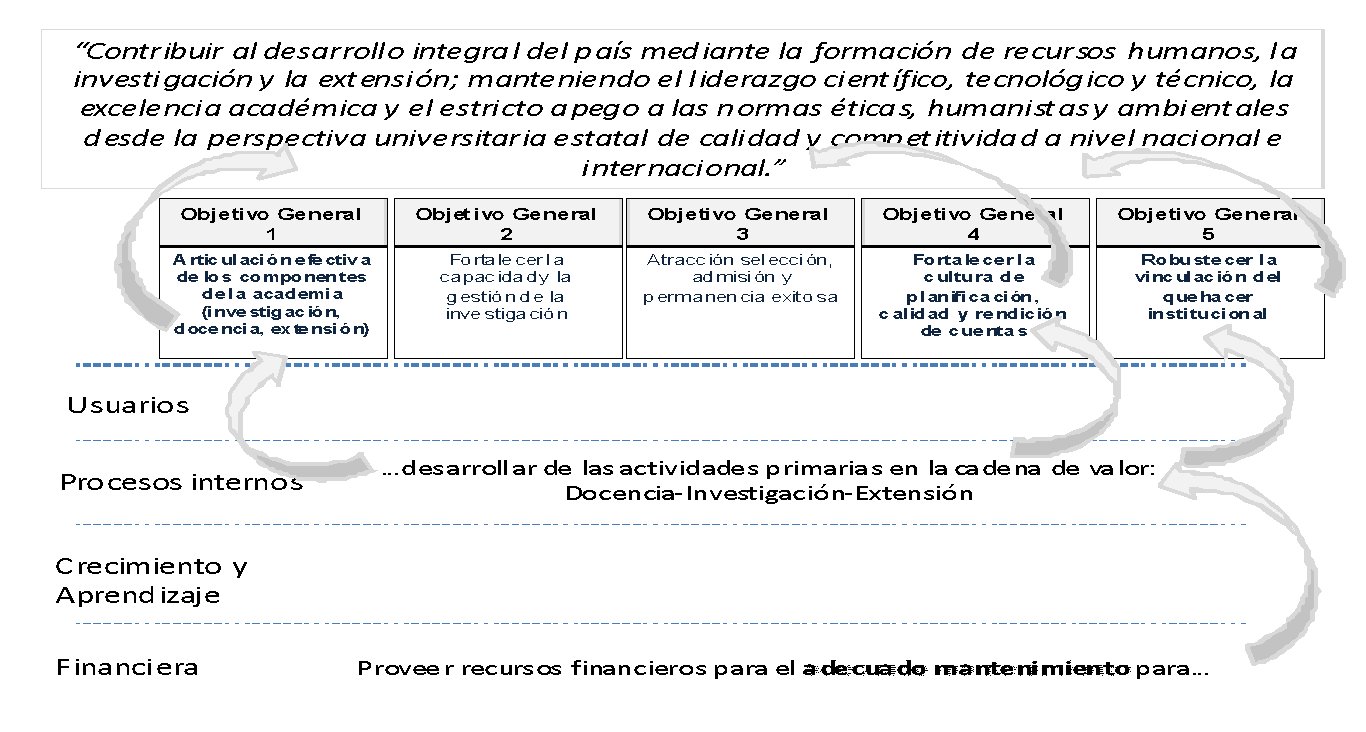 “Contribuir al desarrollo integral del país mediante la formación de recursos humanos, la
investigación y la extensión; manteniendo el liderazgo científico, tecnológico y técnico, la
excelencia académica y el estricto apego a las normas éticas, humanistas y ambientales
desde la perspectiva universitaria estatal de calidad y competitividad a nivel nacional e
internacional.”
Objetivo General
1
Articulación efectiva
de los componentes
de la academia
(investigación,
docencia, extensión)
Objetivo General
2
Fortalecer la
capacidad y la
gestión de la
investigación
Objetivo General
3
Atracción selección,
admisión y
permanencia exitosa
Objetivo General
4
Fortalecer la
cultura de
planificación,
calidad y rendición
de cuentas
Objetivo General
5
Robustecer la
vinculación del
quehacer
institucional
Usuarios
Procesos internos
...desarrollar de las actividades primarias en la cadena de valor:
Docencia-Investigación-Extensión
Crecimiento y
Aprendizaje
Financiera
Proveer recursos financieros para el adecuado mantenimiento para...